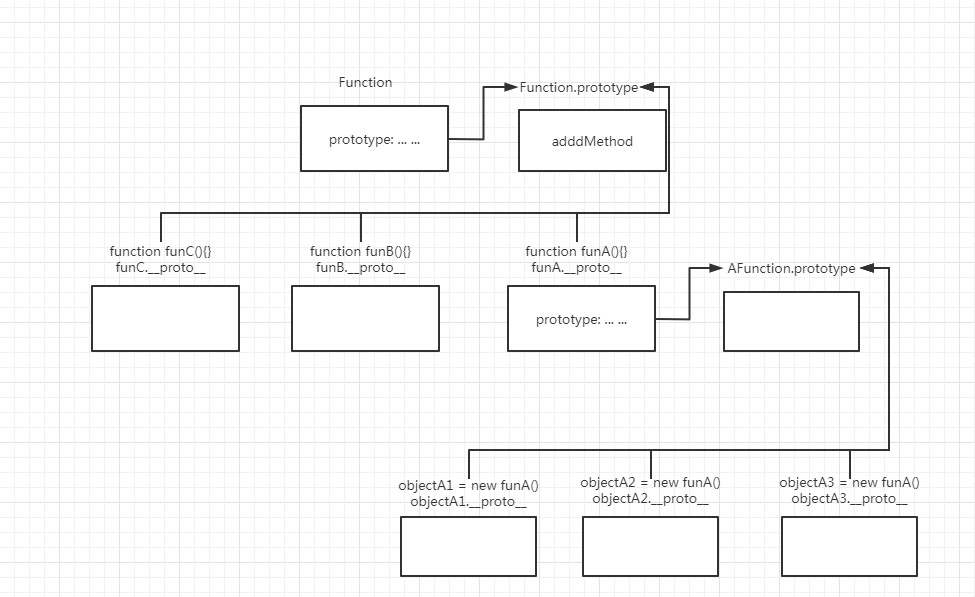 Function
Function.prototype
prototype: ... ...
adddMethod
function funC(){}
funC.__proto__
function funB(){}
funB.__proto__
function funA(){}
funA.__proto__
AFunction.prototype
prototype: ... ...
objectA1 = new funA()
objectA1.__proto__
objectA2 = new funA()
objectA2.__proto__
objectA3 = new funA()
objectA3.__proto__